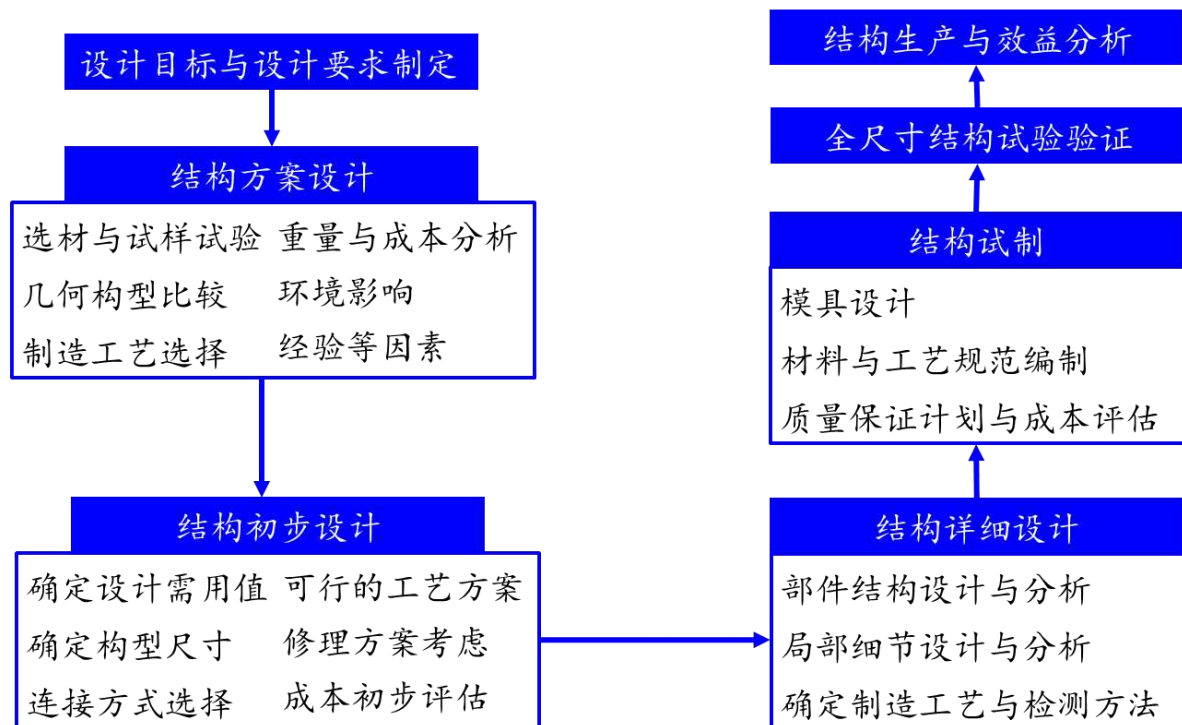 设计目标与设计要求制定
结构方案设计
选材与试样试验 重量与成本分析
几何构型比较 环境影响
制造工艺选择 经验等因素
结构初步设计
确定设计需用值 可行的工艺方案
确定构型尺寸 修理方案考虑
连接方式选择 成本初步评估
结构详细设计
部件结构设计与分析
局部细节设计与分析
确定制造工艺与检测方法
结构试制
模具设计
材料与工艺规范编制
质量保证计划与成本评估
全尺寸结构试验验证
结构生产与效益分析